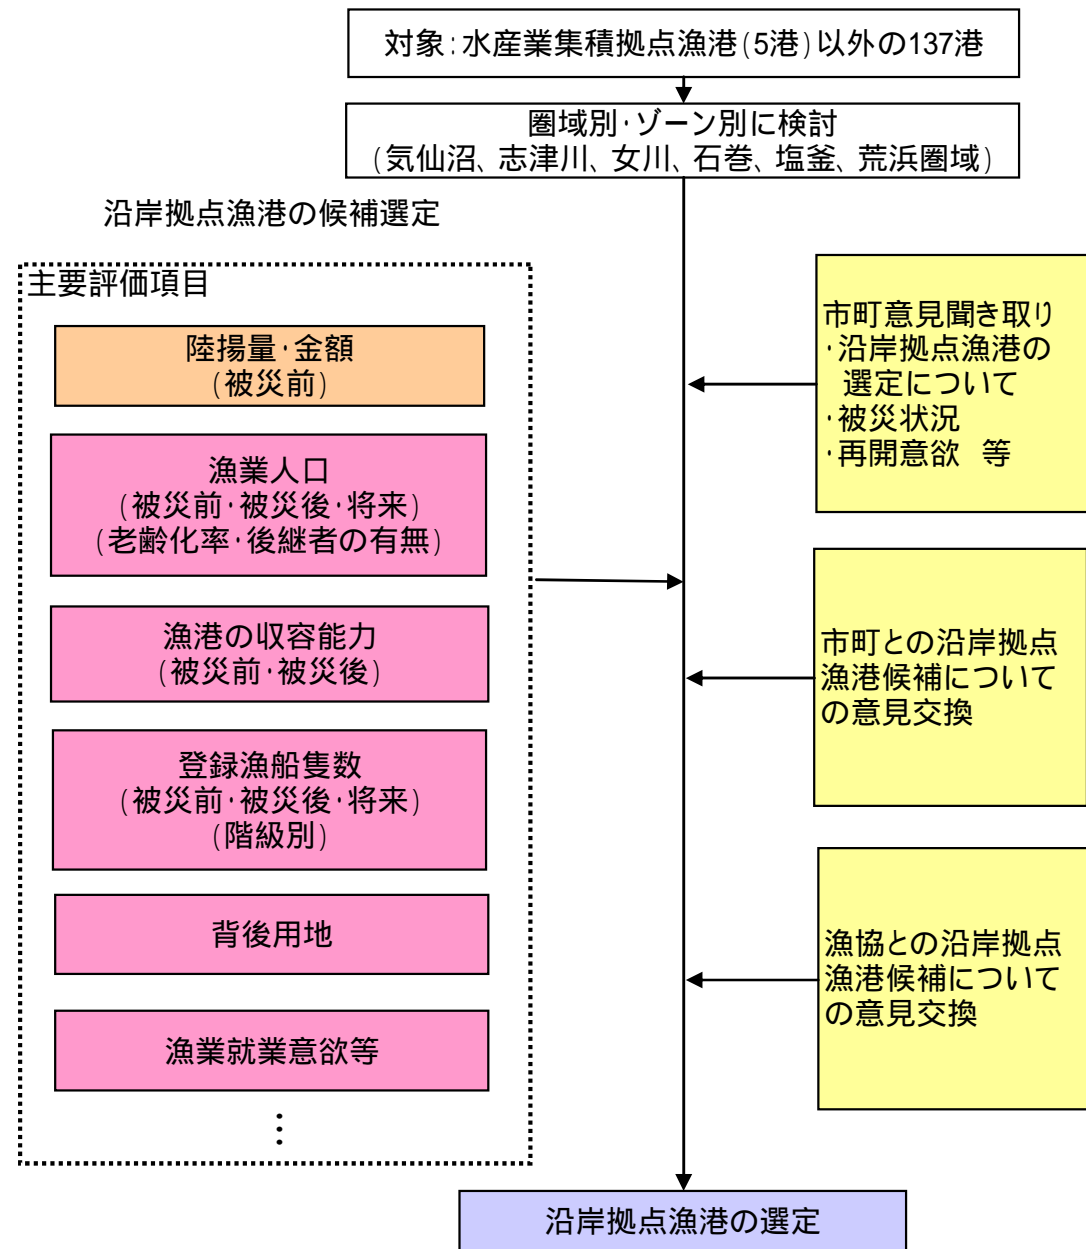 対象:水産業集積拠点漁港(5港)以外の137港
圏域別・ゾーン別に検討
(気仙沼、志津川、女川、石巻、塩釜、荒浜圏域)
沿岸拠点漁港の候補選定
主要評価項目
陸揚量・金額
(被災前)
漁業人口
(被災前・被災後・将来)
(老齢化率・後継者の有無)
漁港の収容能力
(被災前・被災後)
登録漁船隻数
(被災前・被災後・将来)
(階級別)
背後用地
漁業就業意欲等
⋮
市町意見聞き取り
・沿岸拠点漁港の
選定について
・被災状況
・再開意欲 等
市町との沿岸拠点
漁港候補について
の意見交換
漁協との沿岸拠点
漁港候補について
の意見交換
沿岸拠点漁港の選定